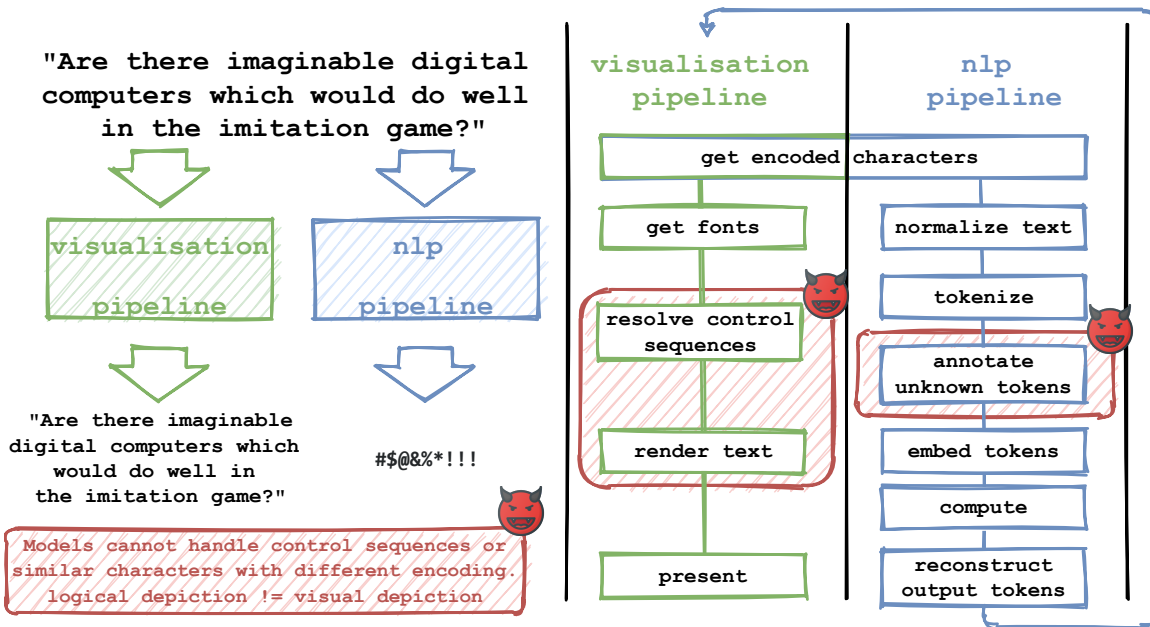 "Are there imaginable digital
computers which would do well
in the imitation game?"
visualisation
pipeline
nlp
pipeline
"Are there imaginable
digital computers which
would do well in
the imitation game?"
#$@&%*!!!
Models cannot handle control sequences or
similar characters with different encoding.
logical depiction != visual depiction
visualisation
pipeline
nlp
pipeline
get encoded characters
get fonts
resolve control
sequences
render text
present
normalize text
tokenize
annotate
unknown tokens
embed tokens
compute
reconstruct
output tokens